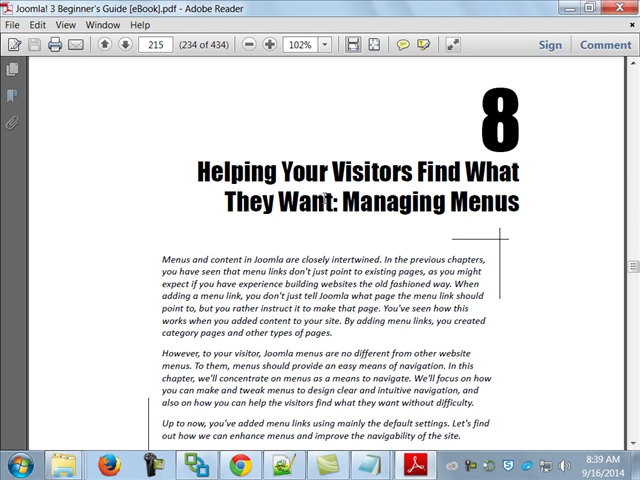 Joomla! 3 Beginner's Guide [eBook].pdf - Adobe Reader
File Edit View Window Help
215 (234 of 434) 102% Sign Comment
8
Helping Your Visitors Find What
They Want: Managing Menus
Menus and content in Joomla are closely intertwined. In the previous chapters,
you have seen that menu links don't just point to existing pages, as you might
expect if you have experience building websites the old fashioned way. When
adding a menu link, you don't just tell Joomla what page the menu link should
point to, but you rather instruct it to make that page. You've seen how this
works when you added content to your site. By adding menu links, you created
category pages and other types of pages.
However, to your visitor, Joomla menus are no different from other website
menus. To them, menus should provide an easy means of navigation. In this
chapter, we'll concentrate on menus as a means to navigate. We'll focus on how
you can make and tweak menus to design clear and intuitive navigation, and
also on how you can help the visitors find what they want without difficulty.
Up to now, you've added menu links using mainly the default settings. Let's find
out how we can enhance menus and improve the navigability of the site.
8:39 AM
9/16/2014